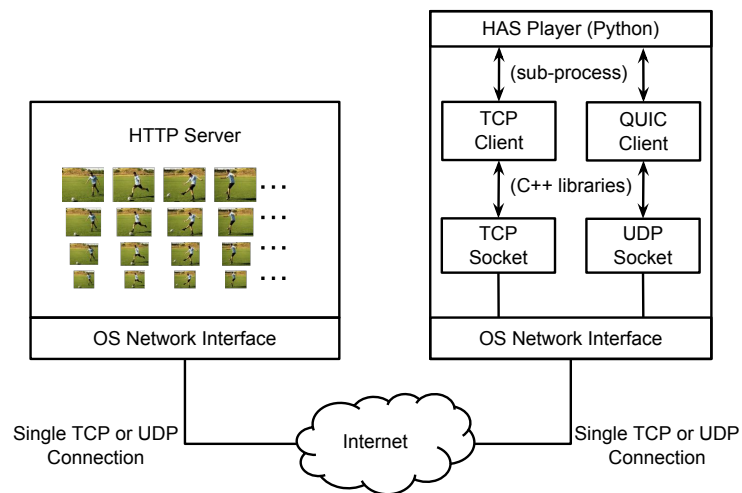 HTTP Server
...
...
...
...
OS Network Interface
HAS Player (Python)
(sub-process)
TCP
Client
QUIC
Client
(C++ libraries)
TCP
Socket
UDP
Socket
OS Network Interface
Single TCP or UDP
Connection
Internet
Single TCP or UDP
Connection